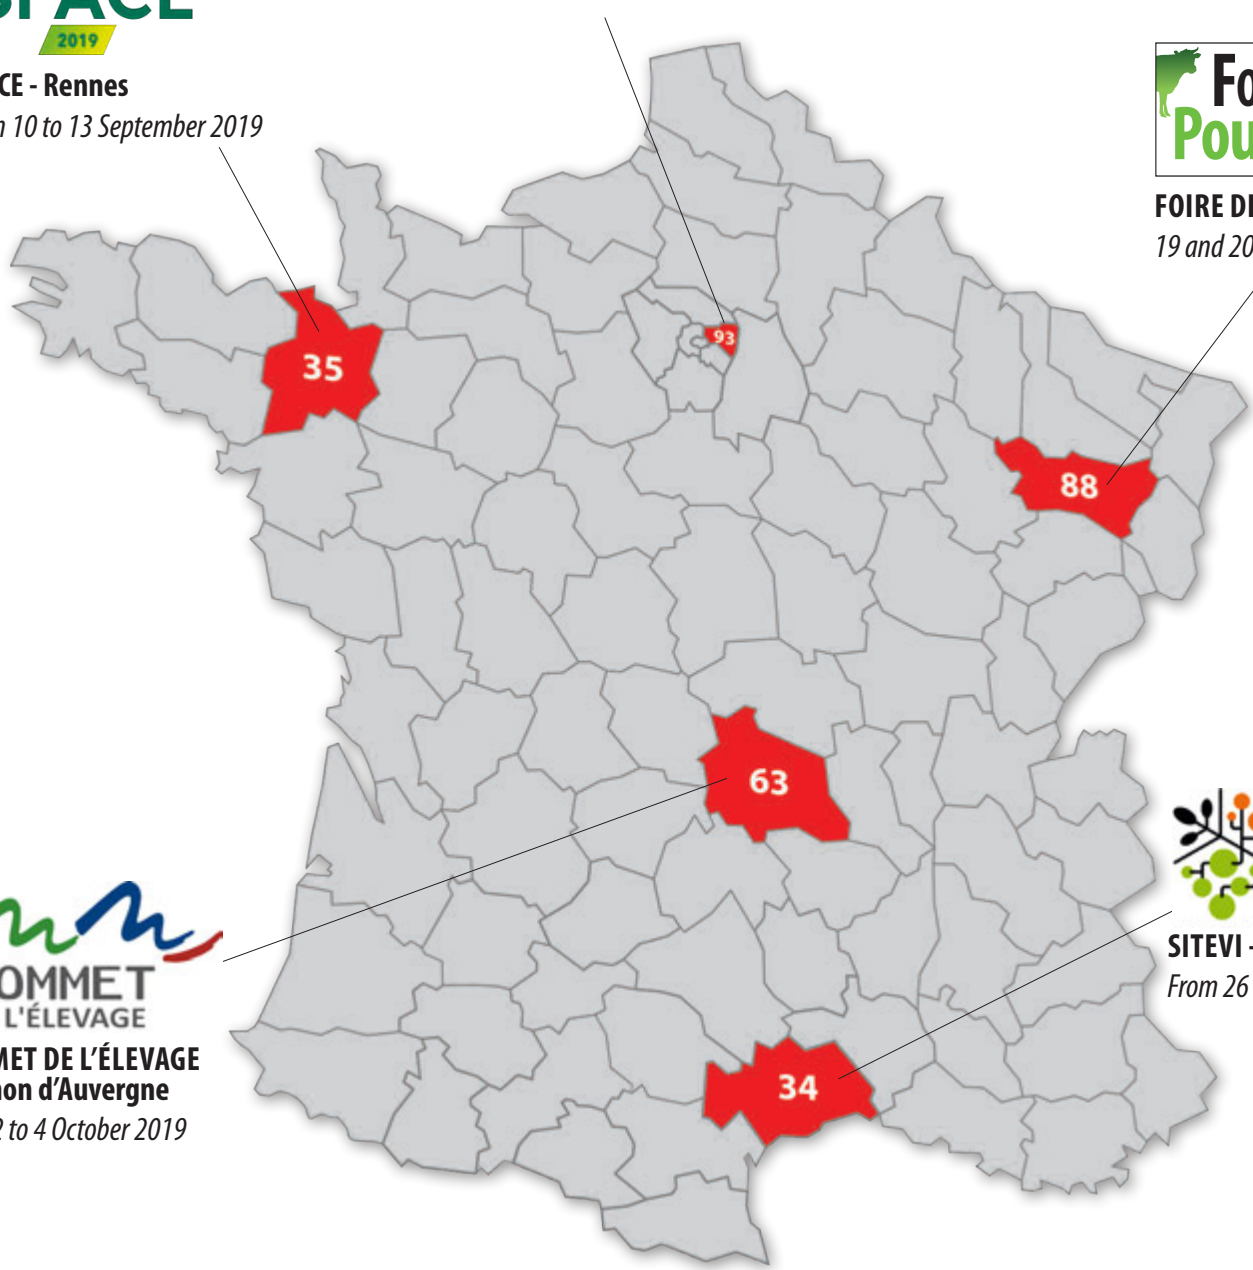 SPACE
2019
CE - Rennes
10 to 13 September 2019
Fo
Pou
FOIRE DE
19 and 20
93
35
88
63
34
OMMET
L'ÉLEVAGE
MET DE L'ÉLEVAGE
non d'Auvergne
2 to 4 October 2019
SITEVI -
From 26